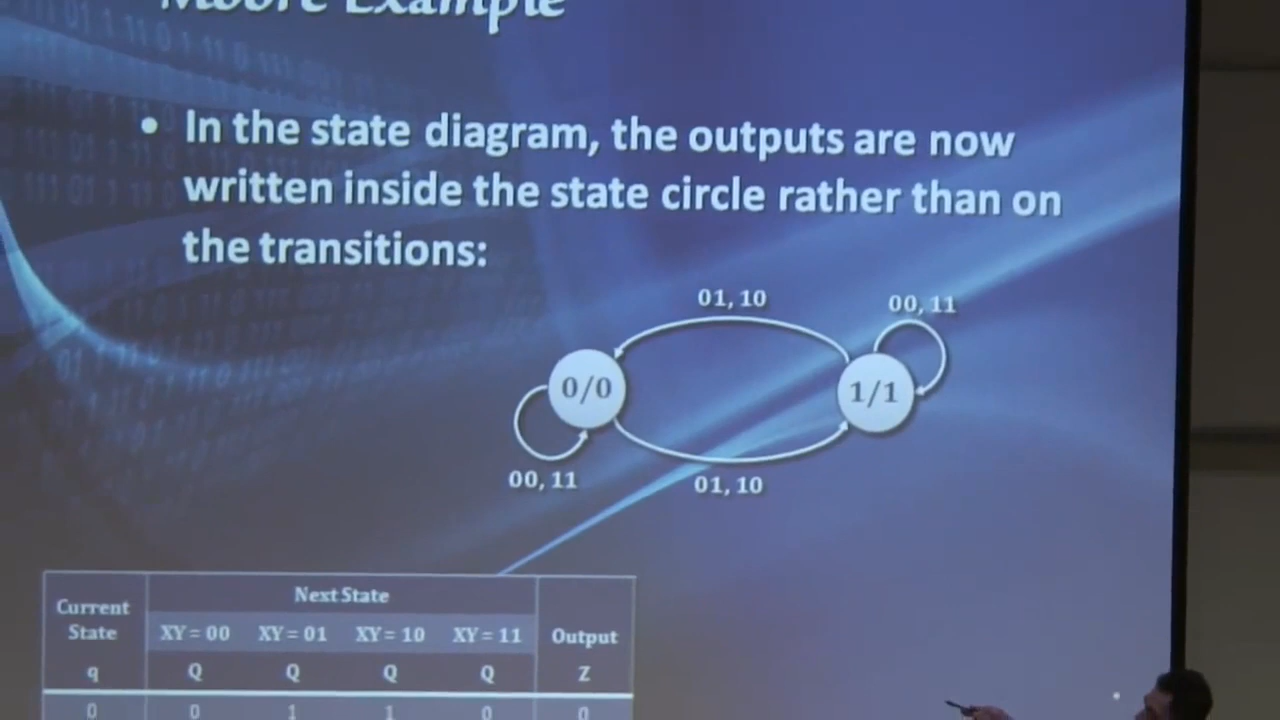 Moore Example
• In the state diagram, the outputs are now
written inside the state circle rather than on
the transitions:
01, 10
00, 11
0/0
1/1
00, 11
01, 10
Next State
Current
State
XY = 00 XY = 01 XY = 10 XY = 11 Output
q Q Q Q Q Z
0 0 1 1 0 0